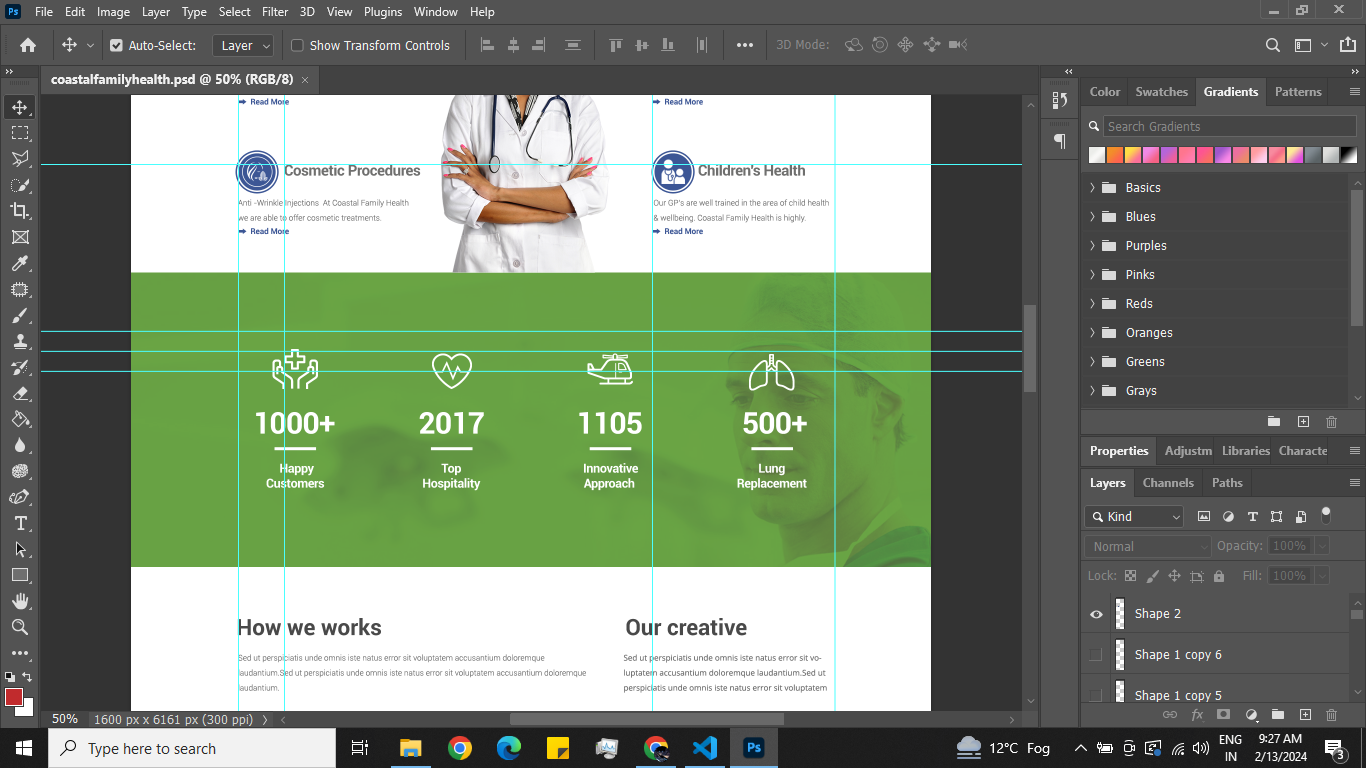 File Edit Image Layer Type Select Filter 3D View Plugins Window Help
Auto-Select: Layer Show Transform Controls 3D Mode:
coastalfamilyhealth.psd @ 50% (RGB/8)
Read More Read More
Cosmetic Procedures
Anti -Wrinkle Injections At Coastal Family Health
we are able to offer cosmetic treatments.
Read More
Children's Health
Our GP's are well trained in the area of child health
& wellbeing. Coastal Family Health is highly.
Read More
1000+ 2017 1105 500+
Happy
Customers
Top
Hospitality
Innovative
Approach
Lung
Replacement
How we works
Sed ut perspiciatis unde omnis iste natus error sit voluptatem accusantium doloremque
laudantium.Sed ut perspiciatis unde omnis iste natus error sit voluptatem accusantium doloremque
laudantium.
Our creative
Sed ut perspiciatis unde omnis iste natus error sit vo-
luptatem accusantium doloremque laudantium.Sed ut
perspiciatis unde omnis iste natus error sit voluptatem
50% 1600 px x 6161 px (300 ppi)
Color Swatches Gradients Patterns
Search Gradients
Basics
Blues
Purples
Pinks
Reds
Oranges
Greens
Grays
Properties Adjustm Libraries Characte
Layers Channels Paths
Kind
Normal Opacity: 100%
Lock: Fill: 100%
Shape 2
Shape 1 copy 6
Shape 1 copy 5
Type here to search
Ps
12°C Fog
ENG
IN
9:27 AM
2/13/2024
3